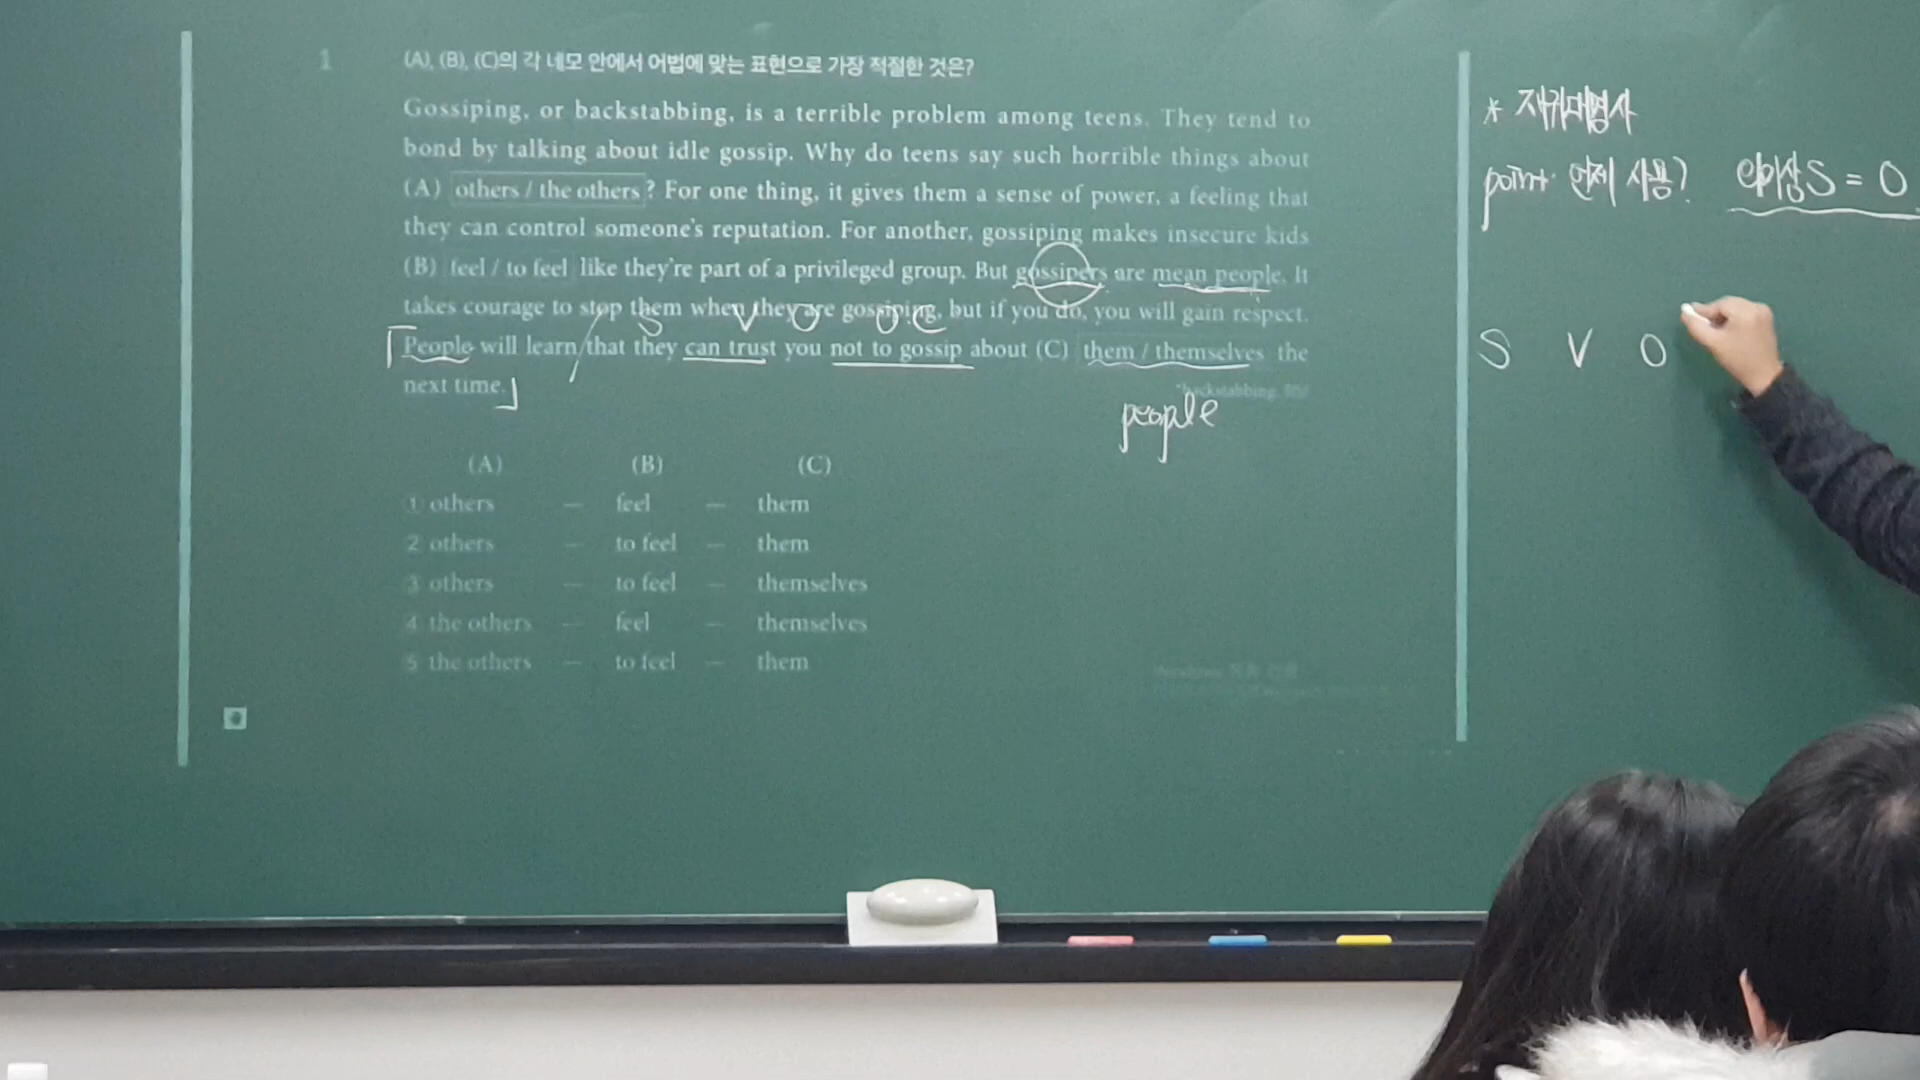 1 (A), (B), (C)의 각 네모 안에서 어법에 맞는 표현으로 가장 적절한 것은?
Gossiping, or backstabbing, is a terrible problem among teens. They tend to
bond by talking about idle gossip. Why do teens say such horrible things about
(A) others / the others ? For one thing, it gives them a sense of power, a feeling that
they can control someone's reputation. For another, gossiping makes insecure kids
(B) feel / to feel like they're part of a privileged group. But gossipers are mean people. It
takes courage to stop them when they are gossiping, but if you do, you will gain respect.
S V O O.C
People will learn that they can trust you not to gossip about (C) them / themselves the
next time.
*backstabbing
people
(A) (B) (C)
① others — feel — them
2 others — to feel — them
3 others — to feel — themselves
4 the others — feel — themselves
5 the others — to feel — them
* 재귀대명사
point. 언제 사용? S = O
S V O